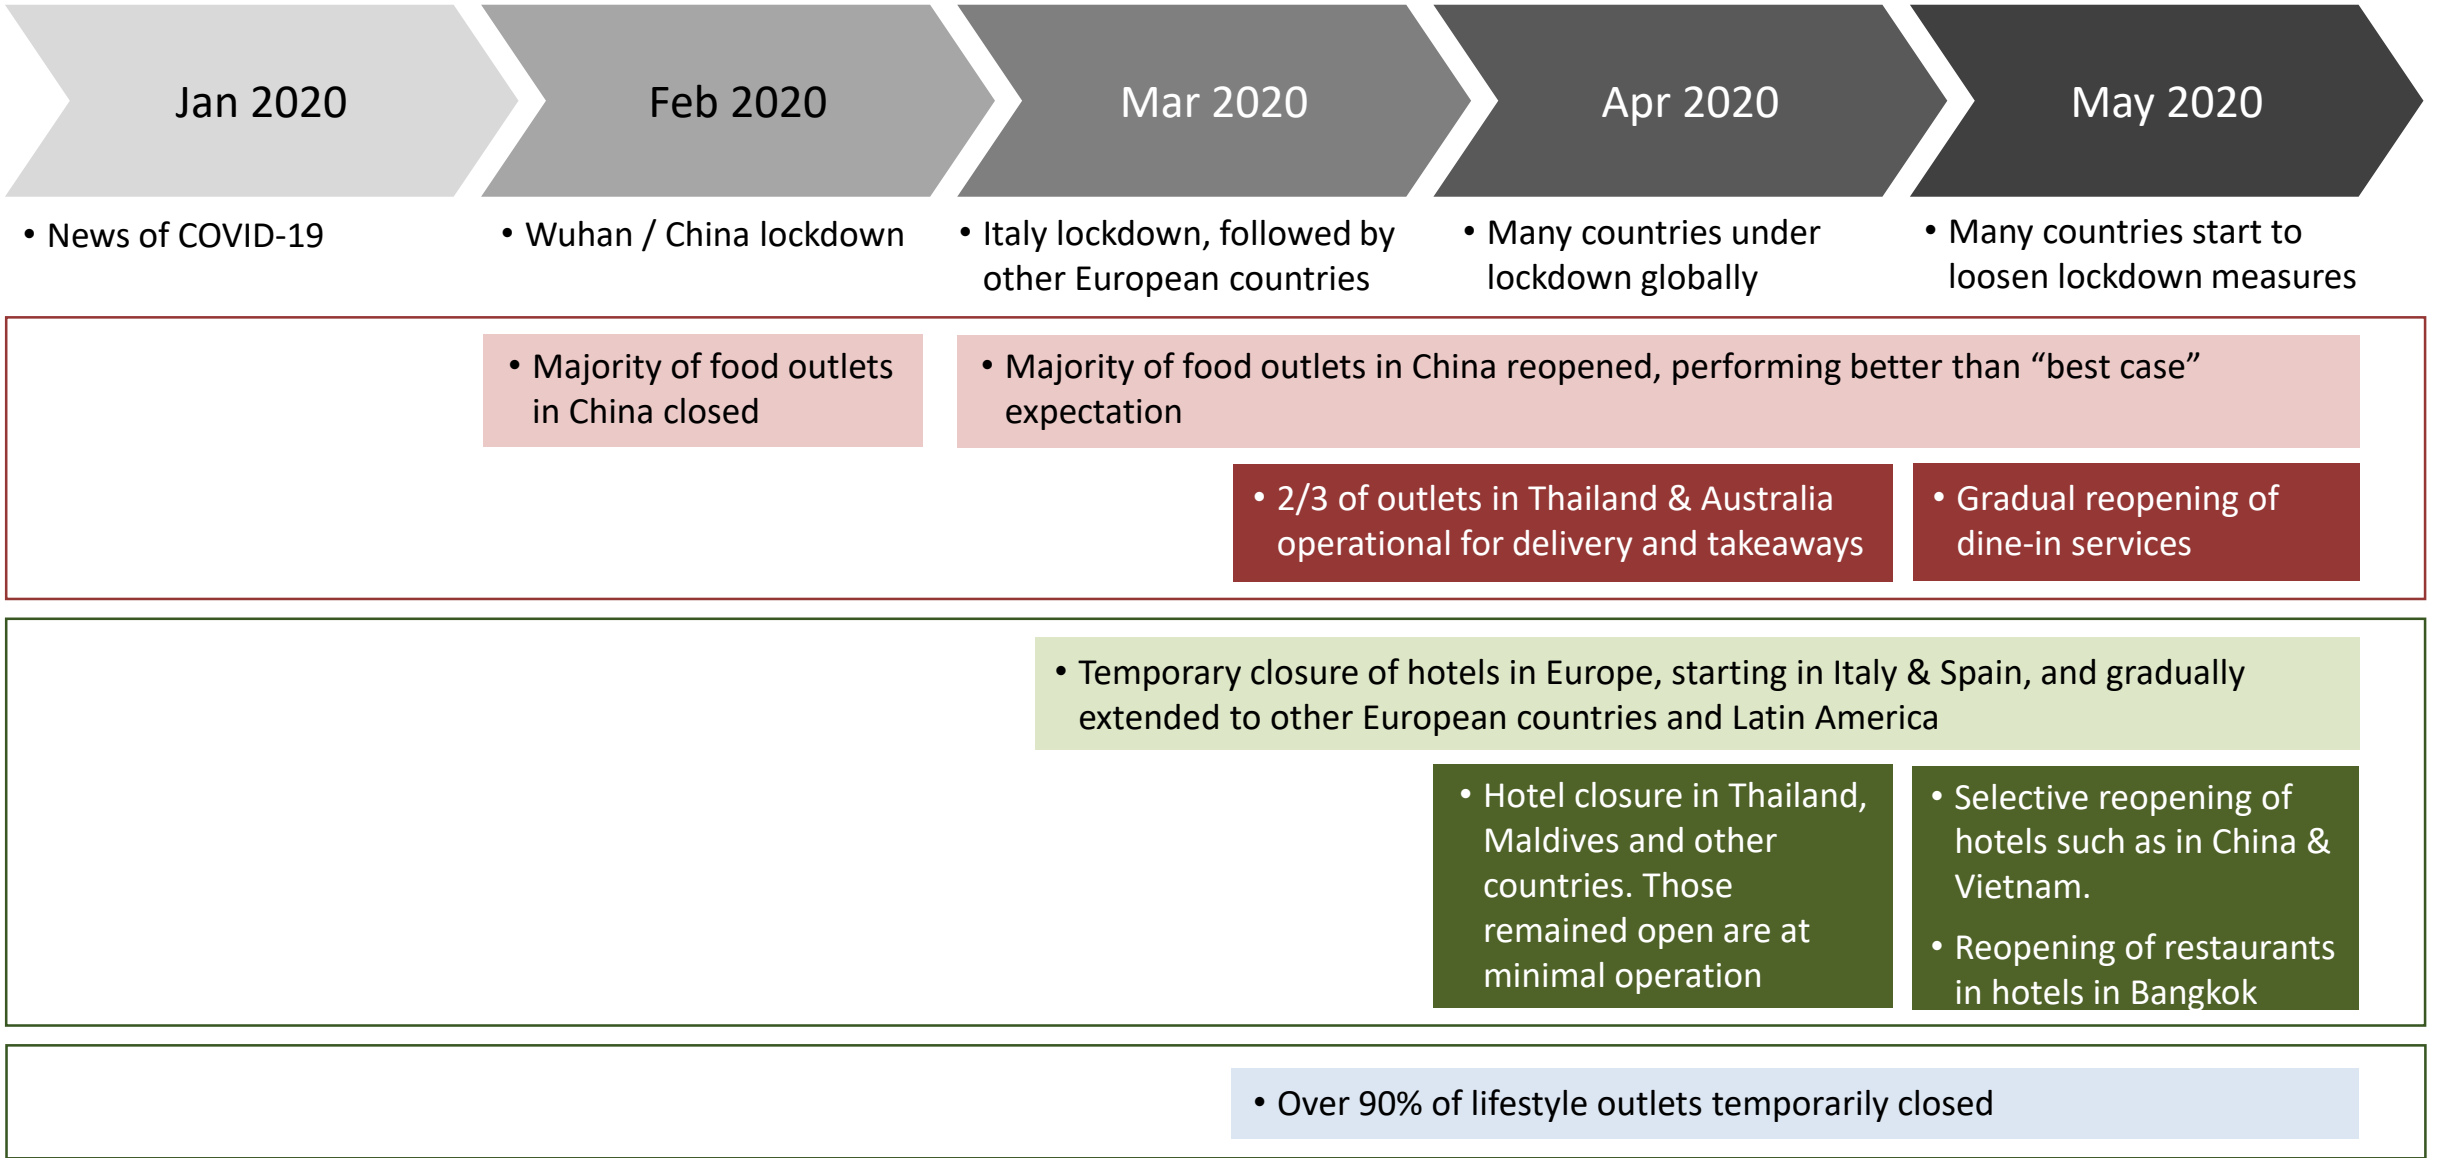 Jan 2020
Feb 2020
Mar 2020
Apr 2020
May 2020
• News of COVID-19
• Wuhan / China lockdown
• Italy lockdown, followed by
other European countries
• Many countries under
lockdown globally
• Many countries start to
loosen lockdown measures
• Majority of food outlets
in China closed
• Majority of food outlets in China reopened, performing better than “best case”
expectation
• 2/3 of outlets in Thailand & Australia
operational for delivery and takeaways
• Gradual reopening of
dine-in services
• Temporary closure of hotels in Europe, starting in Italy & Spain, and gradually
extended to other European countries and Latin America
• Hotel closure in Thailand,
Maldives and other
countries. Those
remained open are at
minimal operation
• Selective reopening of
hotels such as in China &
Vietnam.
• Reopening of restaurants
in hotels in Bangkok
• Over 90% of lifestyle outlets temporarily closed